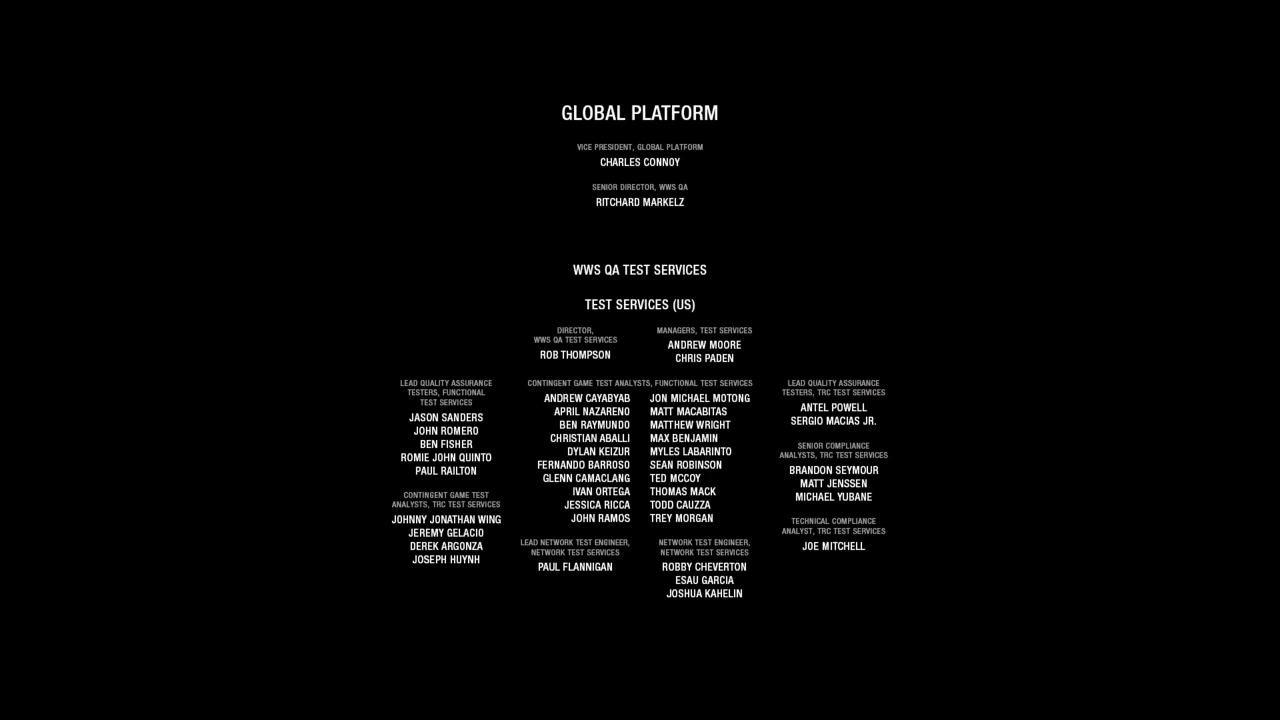 GLOBAL PLATFORM
VICE PRESIDENT, GLOBAL PLATFORM
CHARLES CONNOY
SENIOR DIRECTOR, WWS QA
RITCHARD MARKELZ
WWS QA TEST SERVICES
TEST SERVICES (US)
DIRECTOR,
WWS QA TEST SERVICES
ROB THOMPSON
MANAGERS, TEST SERVICES
ANDREW MOORE
CHRIS PADEN
LEAD QUALITY ASSURANCE
TESTERS, FUNCTIONAL
TEST SERVICES
JASON SANDERS
JOHN ROMERO
BEN FISHER
ROMIE JOHN QUINTO
PAUL RAILTON
CONTINGENT GAME TEST
ANALYSTS, TRC TEST SERVICES
JOHNNY JONATHAN WING
JEREMY GELACIO
DEREK ARGONZA
JOSEPH HUYNH
CONTINGENT GAME TEST ANALYSTS, FUNCTIONAL TEST SERVICES
ANDREW CAYABYAB
APRIL NAZARENO
BEN RAYMUNDO
CHRISTIAN ABALLI
DYLAN KEIZUR
FERNANDO BARROSO
GLENN CAMACLANG
IVAN ORTEGA
JESSICA RICCA
JOHN RAMOS
JON MICHAEL MOTONG
MATT MACABITAS
MATTHEW WRIGHT
MAX BENJAMIN
MYLES LABARINTO
SEAN ROBINSON
TED MCCOY
THOMAS MACK
TODD CAUZZA
TREY MORGAN
LEAD NETWORK TEST ENGINEER,
NETWORK TEST SERVICES
PAUL FLANNIGAN
NETWORK TEST ENGINEER,
NETWORK TEST SERVICES
ROBBY CHEVERTON
ESAU GARCIA
JOSHUA KAHELIN
LEAD QUALITY ASSURANCE
TESTERS, TRC TEST SERVICES
ANTEL POWELL
SERGIO MACIAS JR.
SENIOR COMPLIANCE
ANALYSTS, TRC TEST SERVICES
BRANDON SEYMOUR
MATT JENSSEN
MICHAEL YUBANE
TECHNICAL COMPLIANCE
ANALYST, TRC TEST SERVICES
JOE MITCHELL